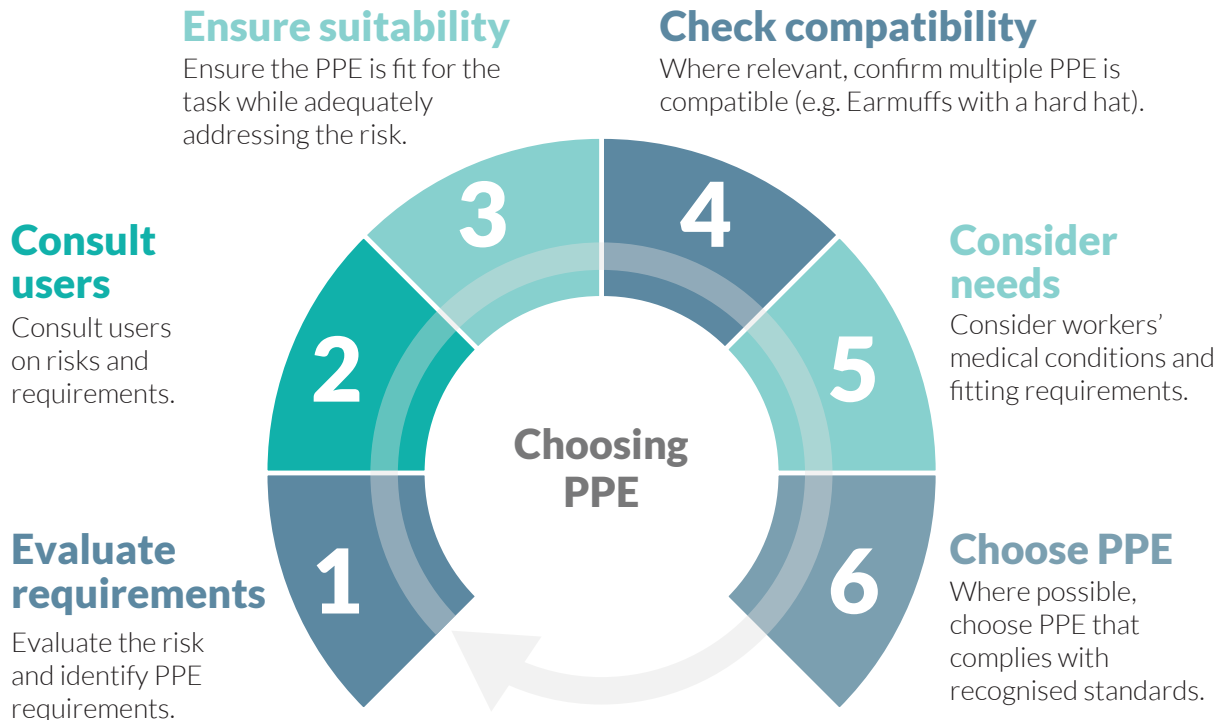 Ensure suitability
Ensure the PPE is fit for the
task while adequately
addressing the risk.
Check compatibility
Where relevant, confirm multiple PPE is
compatible (e.g. Earmuffs with a hard hat).
3
4
Consult
users
Consult users
on risks and
requirements.
2
5
Consider
needs
Consider workers’
medical conditions and
fitting requirements.
Choosing
PPE
Evaluate
requirements
Evaluate the risk
and identify PPE
requirements.
1
6
Choose PPE
Where possible,
choose PPE that
complies with
recognised standards.